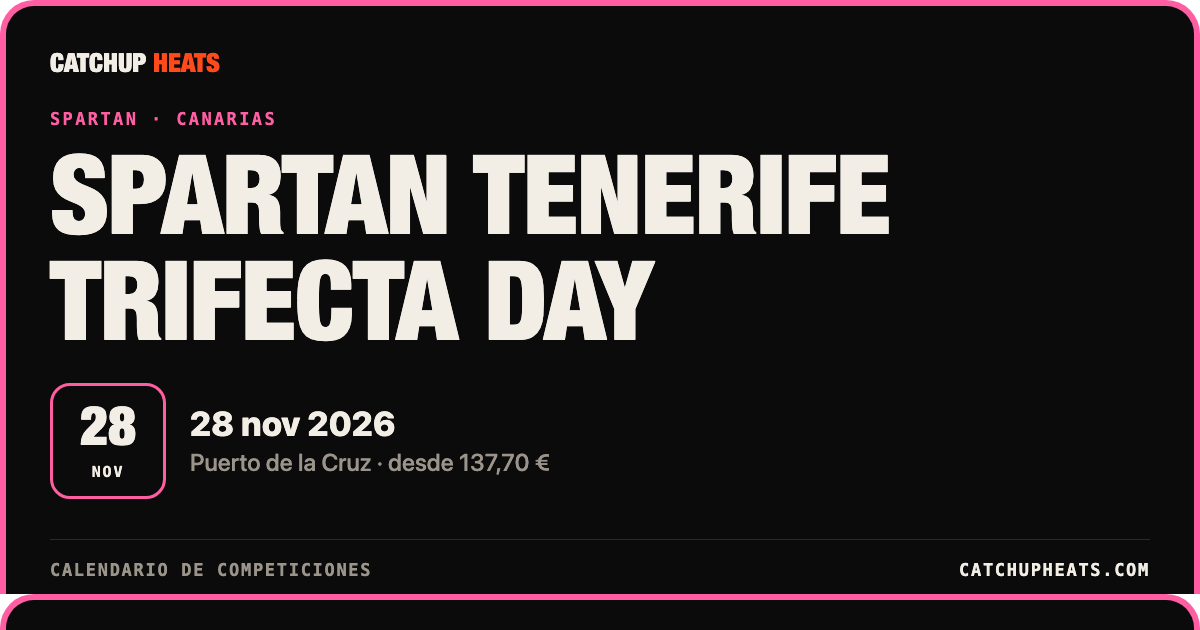 CATCHUP HEATS
SPARTAN · CANARIAS
SPARTAN TENERIFE
TRIFECTA DAY
28
NOV
28 nov 2026
Puerto de la Cruz · desde 137,70 €
CALENDARIO DE COMPETICIONES
CATCHUPHEATS.COM